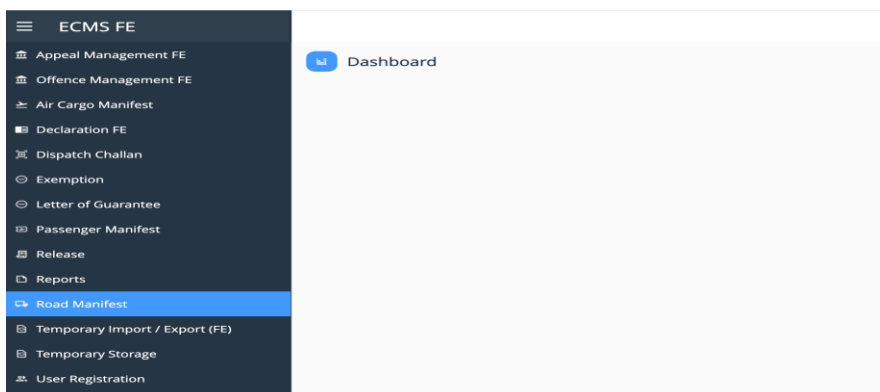 ECMS FE
Appeal Management FE
Offence Management FE
Air Cargo Manifest
Declaration FE
Dispatch Challan
Exemption
Letter of Guarantee
Passenger Manifest
Release
Reports
Road Manifest
Temporary Import / Export (FE)
Temporary Storage
User Registration
Dashboard